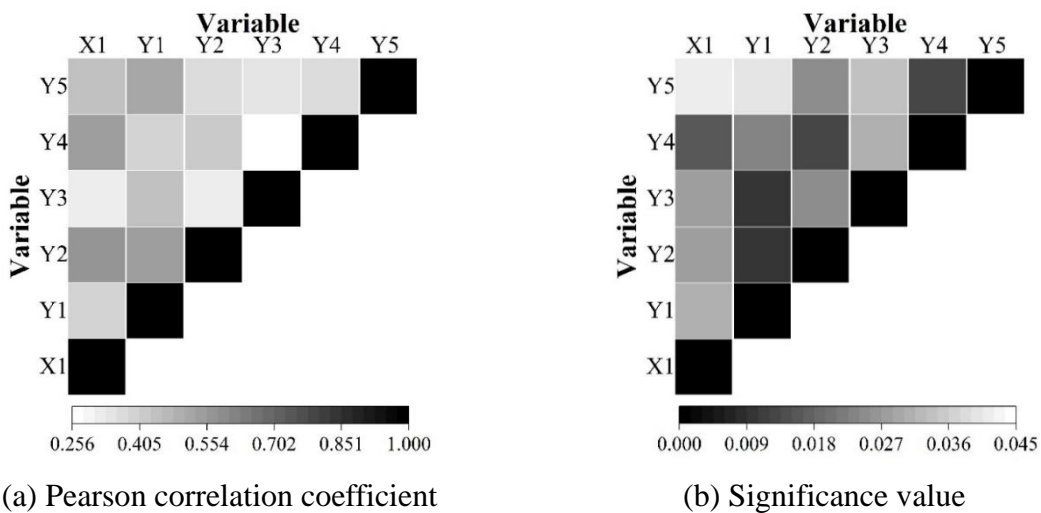 Variable
X1 Y1 Y2 Y3 Y4 Y5
Variable
Y5
Y4
Y3
Y2
Y1
X1
0.256 0.405 0.554 0.702 0.851 1.000
(a) Pearson correlation coefficient
Variable
X1 Y1 Y2 Y3 Y4 Y5
Variable
Y5
Y4
Y3
Y2
Y1
X1
0.000 0.009 0.018 0.027 0.036 0.045
(b) Significance value